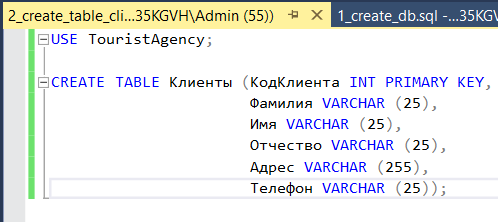 2_create_table_cli...35KGVH\Admin (55)) 1_create_db.sql -...35KGVH
USE TouristAgency;
CREATE TABLE Клиенты (КодКлиента INT PRIMARY KEY,
Фамилия VARCHAR (25),
Имя VARCHAR (25),
Отчество VARCHAR (25),
Адрес VARCHAR (255),
Телефон VARCHAR (25));